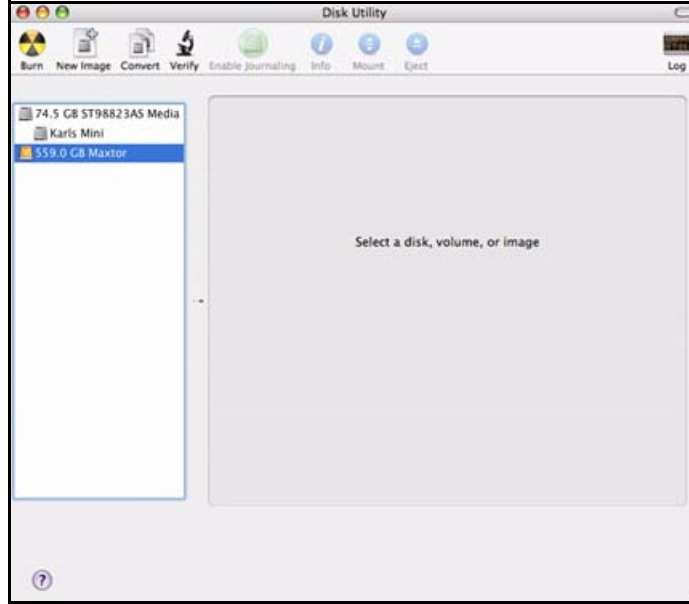 Disk Utility
Burn New Image Convert Verify Enable Journaling Info Mount Eject Log
74.5 GB ST98823AS Media
Karls Mini
559.0 GB Maxtor
Select a disk, volume, or image
?